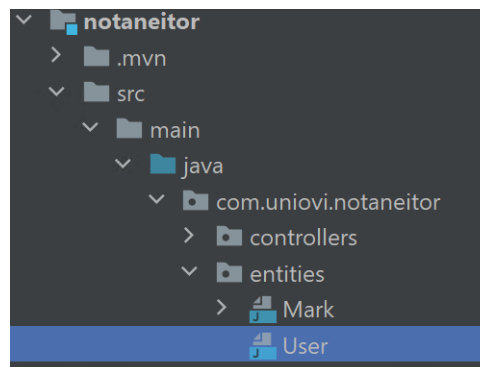 notaneitor
.mvn
src
main
java
com.uniovi.notaneitor
controllers
entities
Mark
User